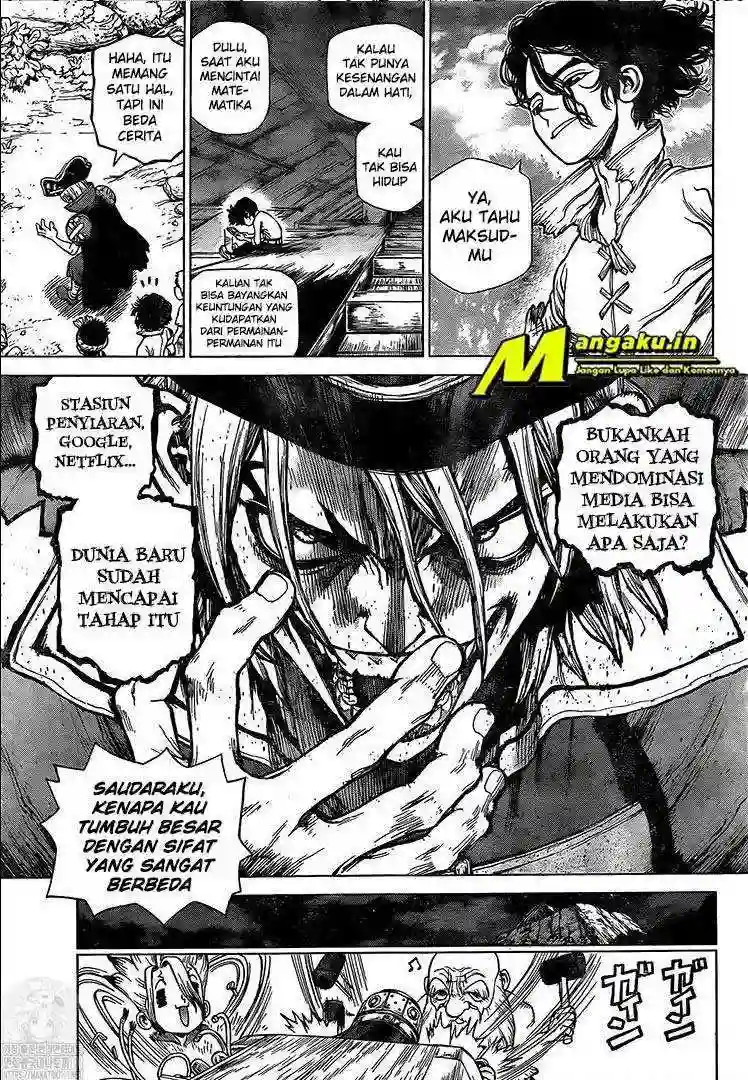 YA,
AKU TAHU
MAKSUD-
MU
KALAU
TAK PUNYA
KESENANGAN
DALAM HATI,
KAU
TAK BISA
HIDUP
DULU,
SAAT AKU
MENCINTAI
MATE-
MATIKA
KALIAN TAK
BISA BAYANGKAN
KEUNTUNGAN YANG
KUDAPATKAN
DARI PERMAINAN-
PERMAINAN ITU
HAHA, ITU
MEMANG
SATU HAL,
TAPI INI
BEDA
CERITA
Mangaku.in
Jangan Lupa Like dan Komennya
BUKANKAH
ORANG YANG
MENDOMINASI
MEDIA BISA
MELAKUKAN
APA SAJA?
STASIUN
PENYIARAN,
GOOGLE,
NETFLIX...
DUNIA BARU
SUDAH
MENCAPAI
TAHAP ITU
SAUDARAKU,
KENAPA KAU
TUMBUH BESAR
DENGAN SIFAT
YANG SANGAT
BERBEDA
ガイン
ガイン